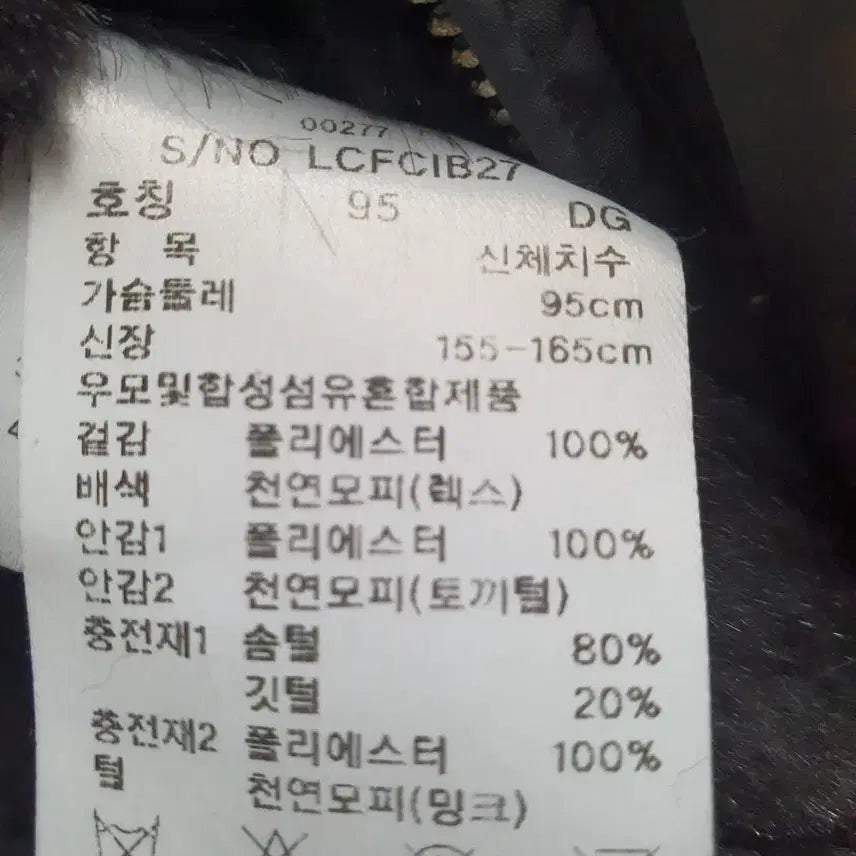 00277
S/NO LCFCIB27
호칭 95 DG
항 목 신체치수
가슴둘레 95cm
신장 155-165cm
우모및합성섬유혼합제품
겉감 폴리에스터 100%
배색 천연모피(렉스)
안감1 폴리에스터 100%
안감2 천연모피(토끼털)
충전재1 솜털 80%
깃털 20%
충전재2 폴리에스터 100%
털 천연모피(밍크)